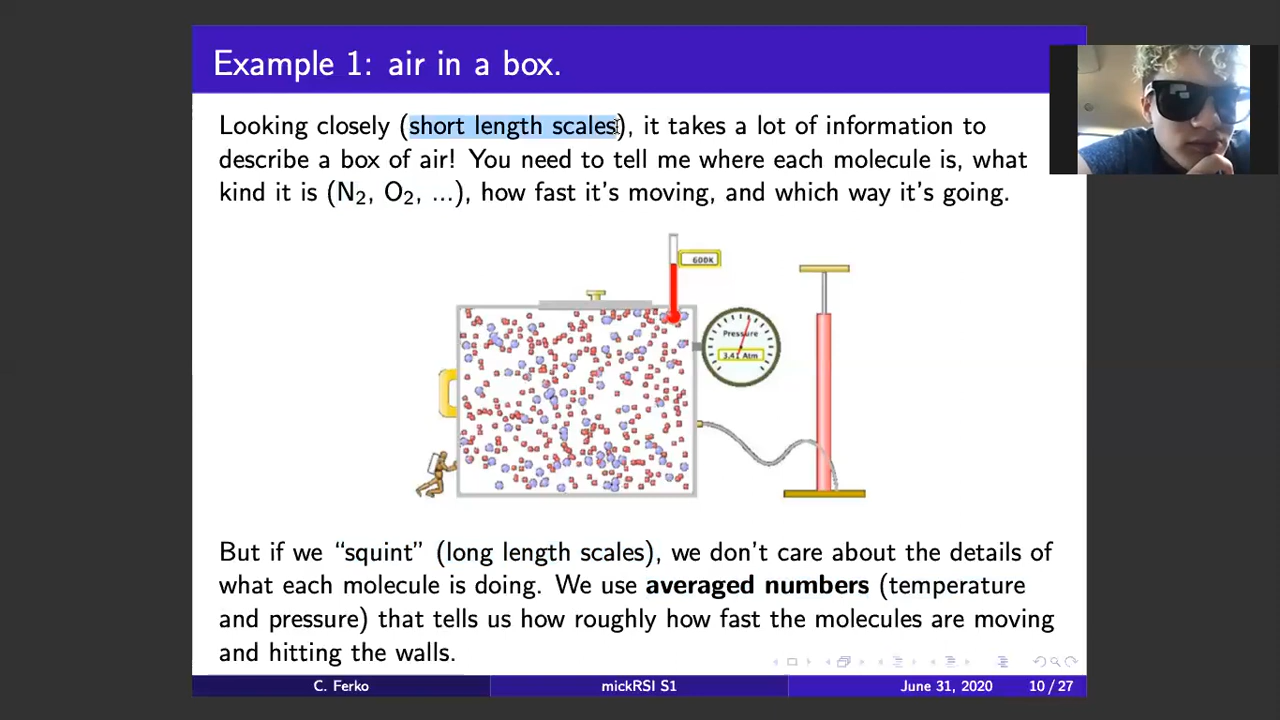 Example 1: air in a box.
Looking closely (short length scales), it takes a lot of information to
describe a box of air! You need to tell me where each molecule is, what
kind it is (N₂, O₂, ...), how fast it's moving, and which way it's going.
600K
Pressure
3.41 Atm
But if we “squint” (long length scales), we don't care about the details of
what each molecule is doing. We use averaged numbers (temperature
and pressure) that tells us how roughly how fast the molecules are moving
and hitting the walls.
C. Ferko mickRSI S1 June 31, 2020 10 / 27